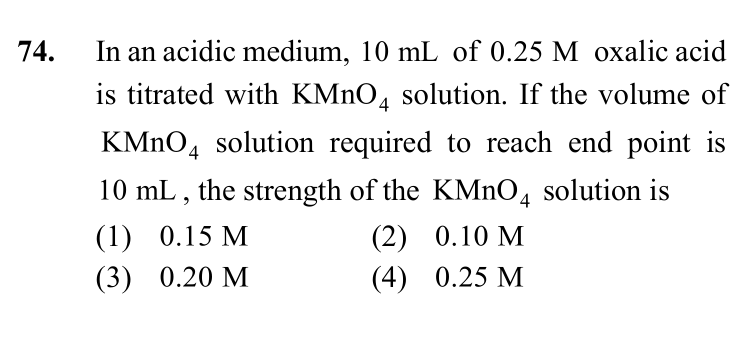 74. In an acidic medium, 10 mL of 0.25 M oxalic acid
is titrated with KMnO₄ solution. If the volume of
KMnO₄ solution required to reach end point is
10 mL, the strength of the KMnO₄ solution is
(1) 0.15 M (2) 0.10 M
(3) 0.20 M (4) 0.25 M